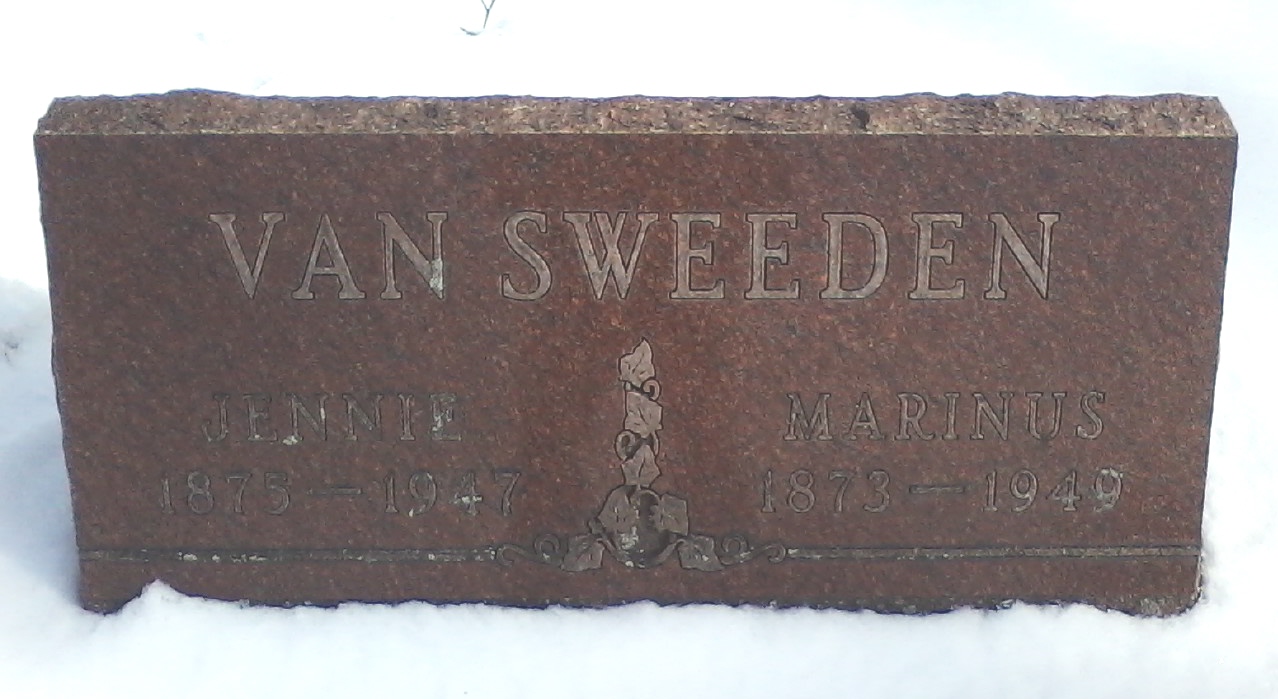 VAN SWEEDEN
JENNIE MARINUS
1875 — 1947 1873 — 1949